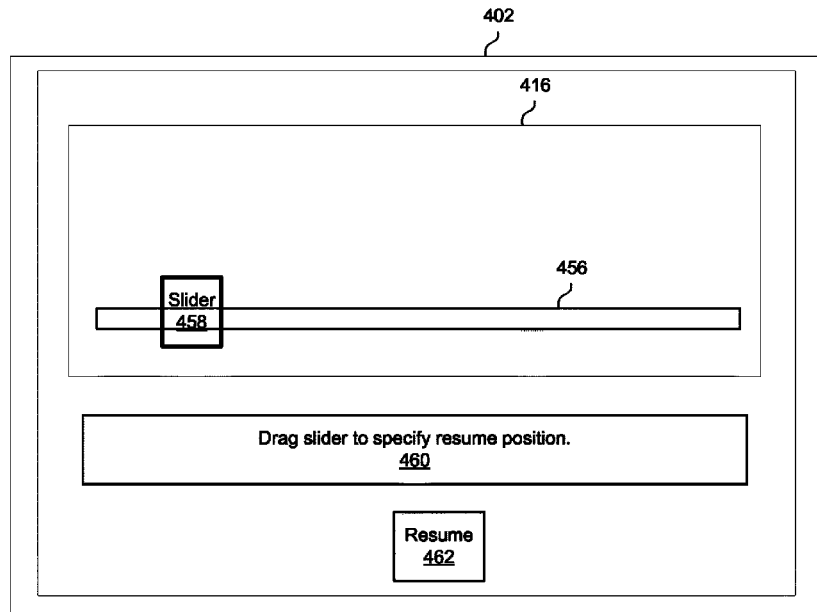 402
416
456
Slider
458
Drag slider to specify resume position.
460
Resume
462